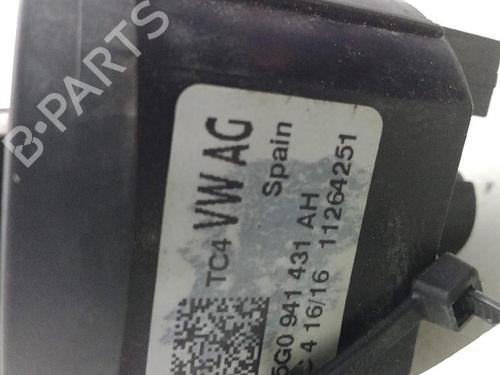 B-PARTS
TC4 VW AG
Spain
5G0 941 431 AH
C 4 16/16 11264251